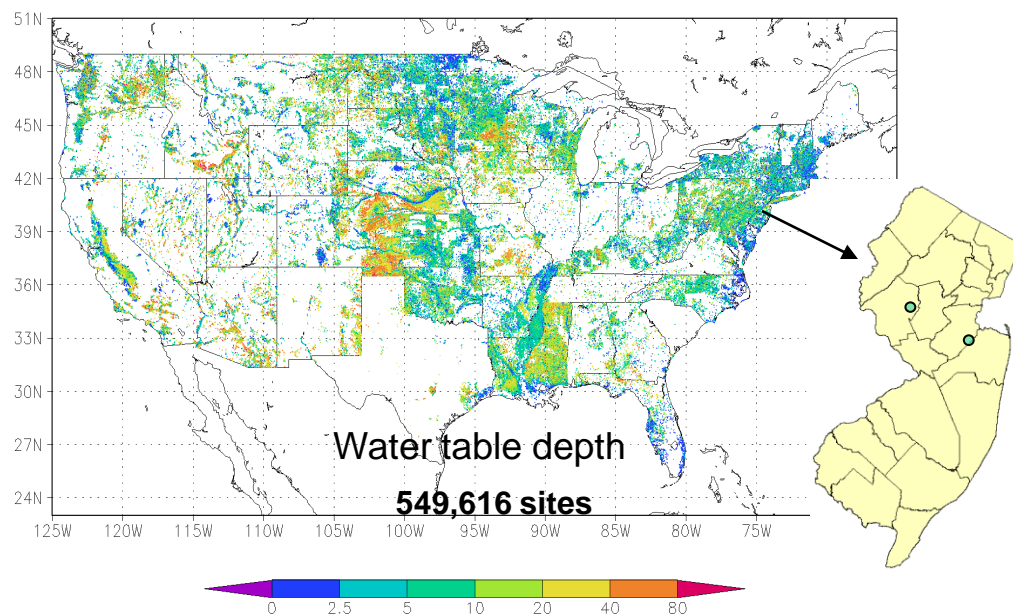 51N
48N
45N
42N
39N
36N
33N
30N
27N
24N
Water table depth
549,616 sites
125W 120W 115W 110W 105W 100W 95W 90W 85W 80W 75W
0 2.5 5 10 20 40 80